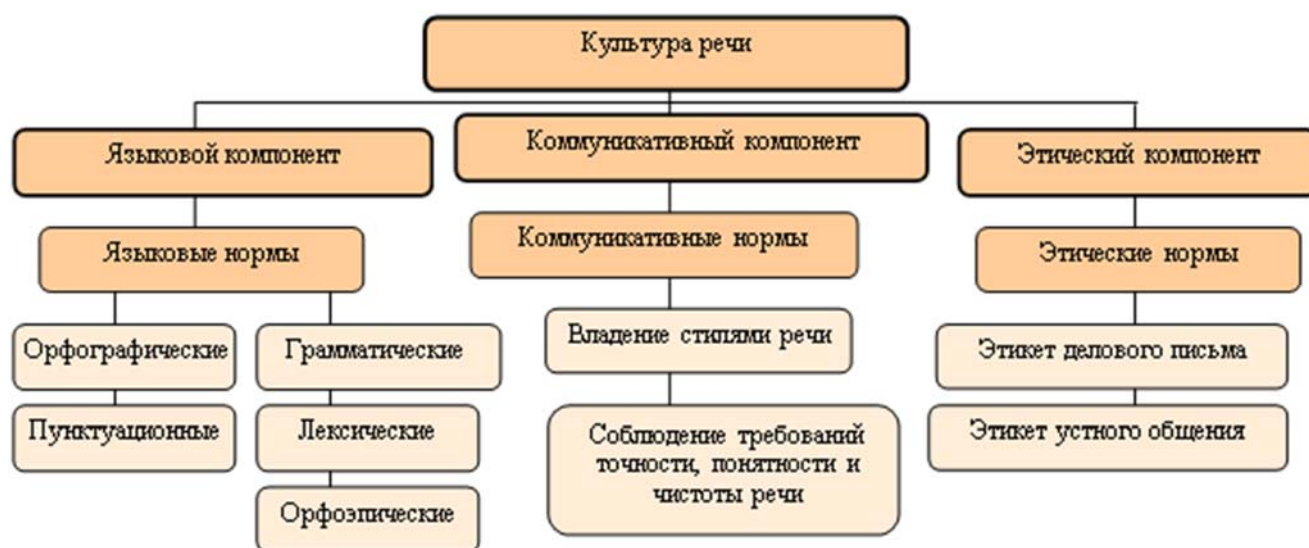 Культура речи
Языковой компонент
Коммуникативный компонент
Этический компонент
Языковые нормы
Коммуникативные нормы
Этические нормы
Орфографические
Грамматические
Владение стилями речи
Этикет делового письма
Пунктуационные
Лексические
Соблюдение требований
точности, понятности и
чистоты речи
Этикет устного общения
Орфоэпические